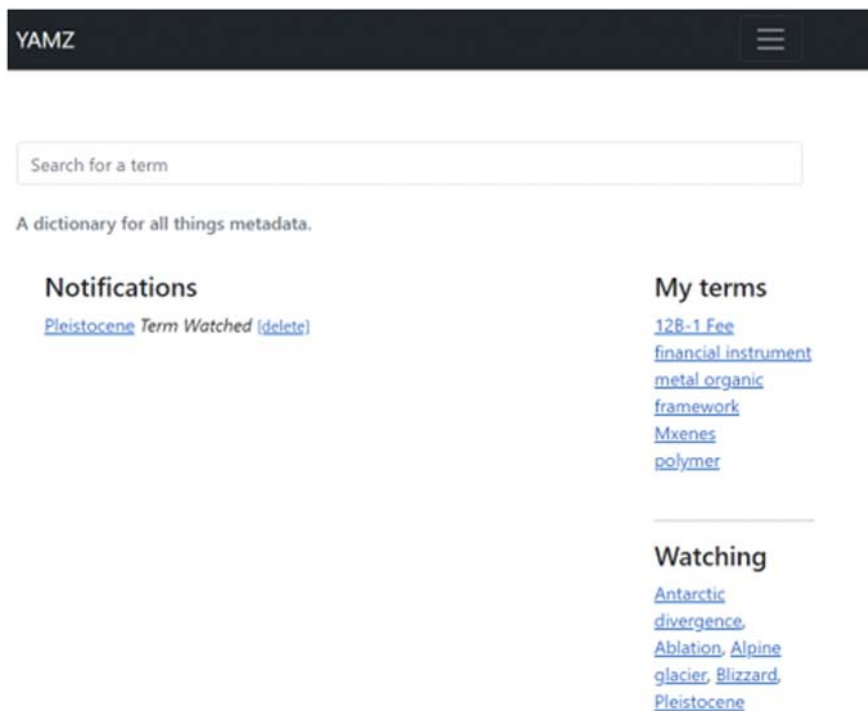 YAMZ
Search for a term
A dictionary for all things metadata.
Notifications
Pleistocene Term Watched [delete]
My terms
12B-1 Fee
financial instrument
metal organic
framework
Mxenes
polymer
Watching
Antarctic
divergence,
Ablation, Alpine
glacier, Blizzard,
Pleistocene